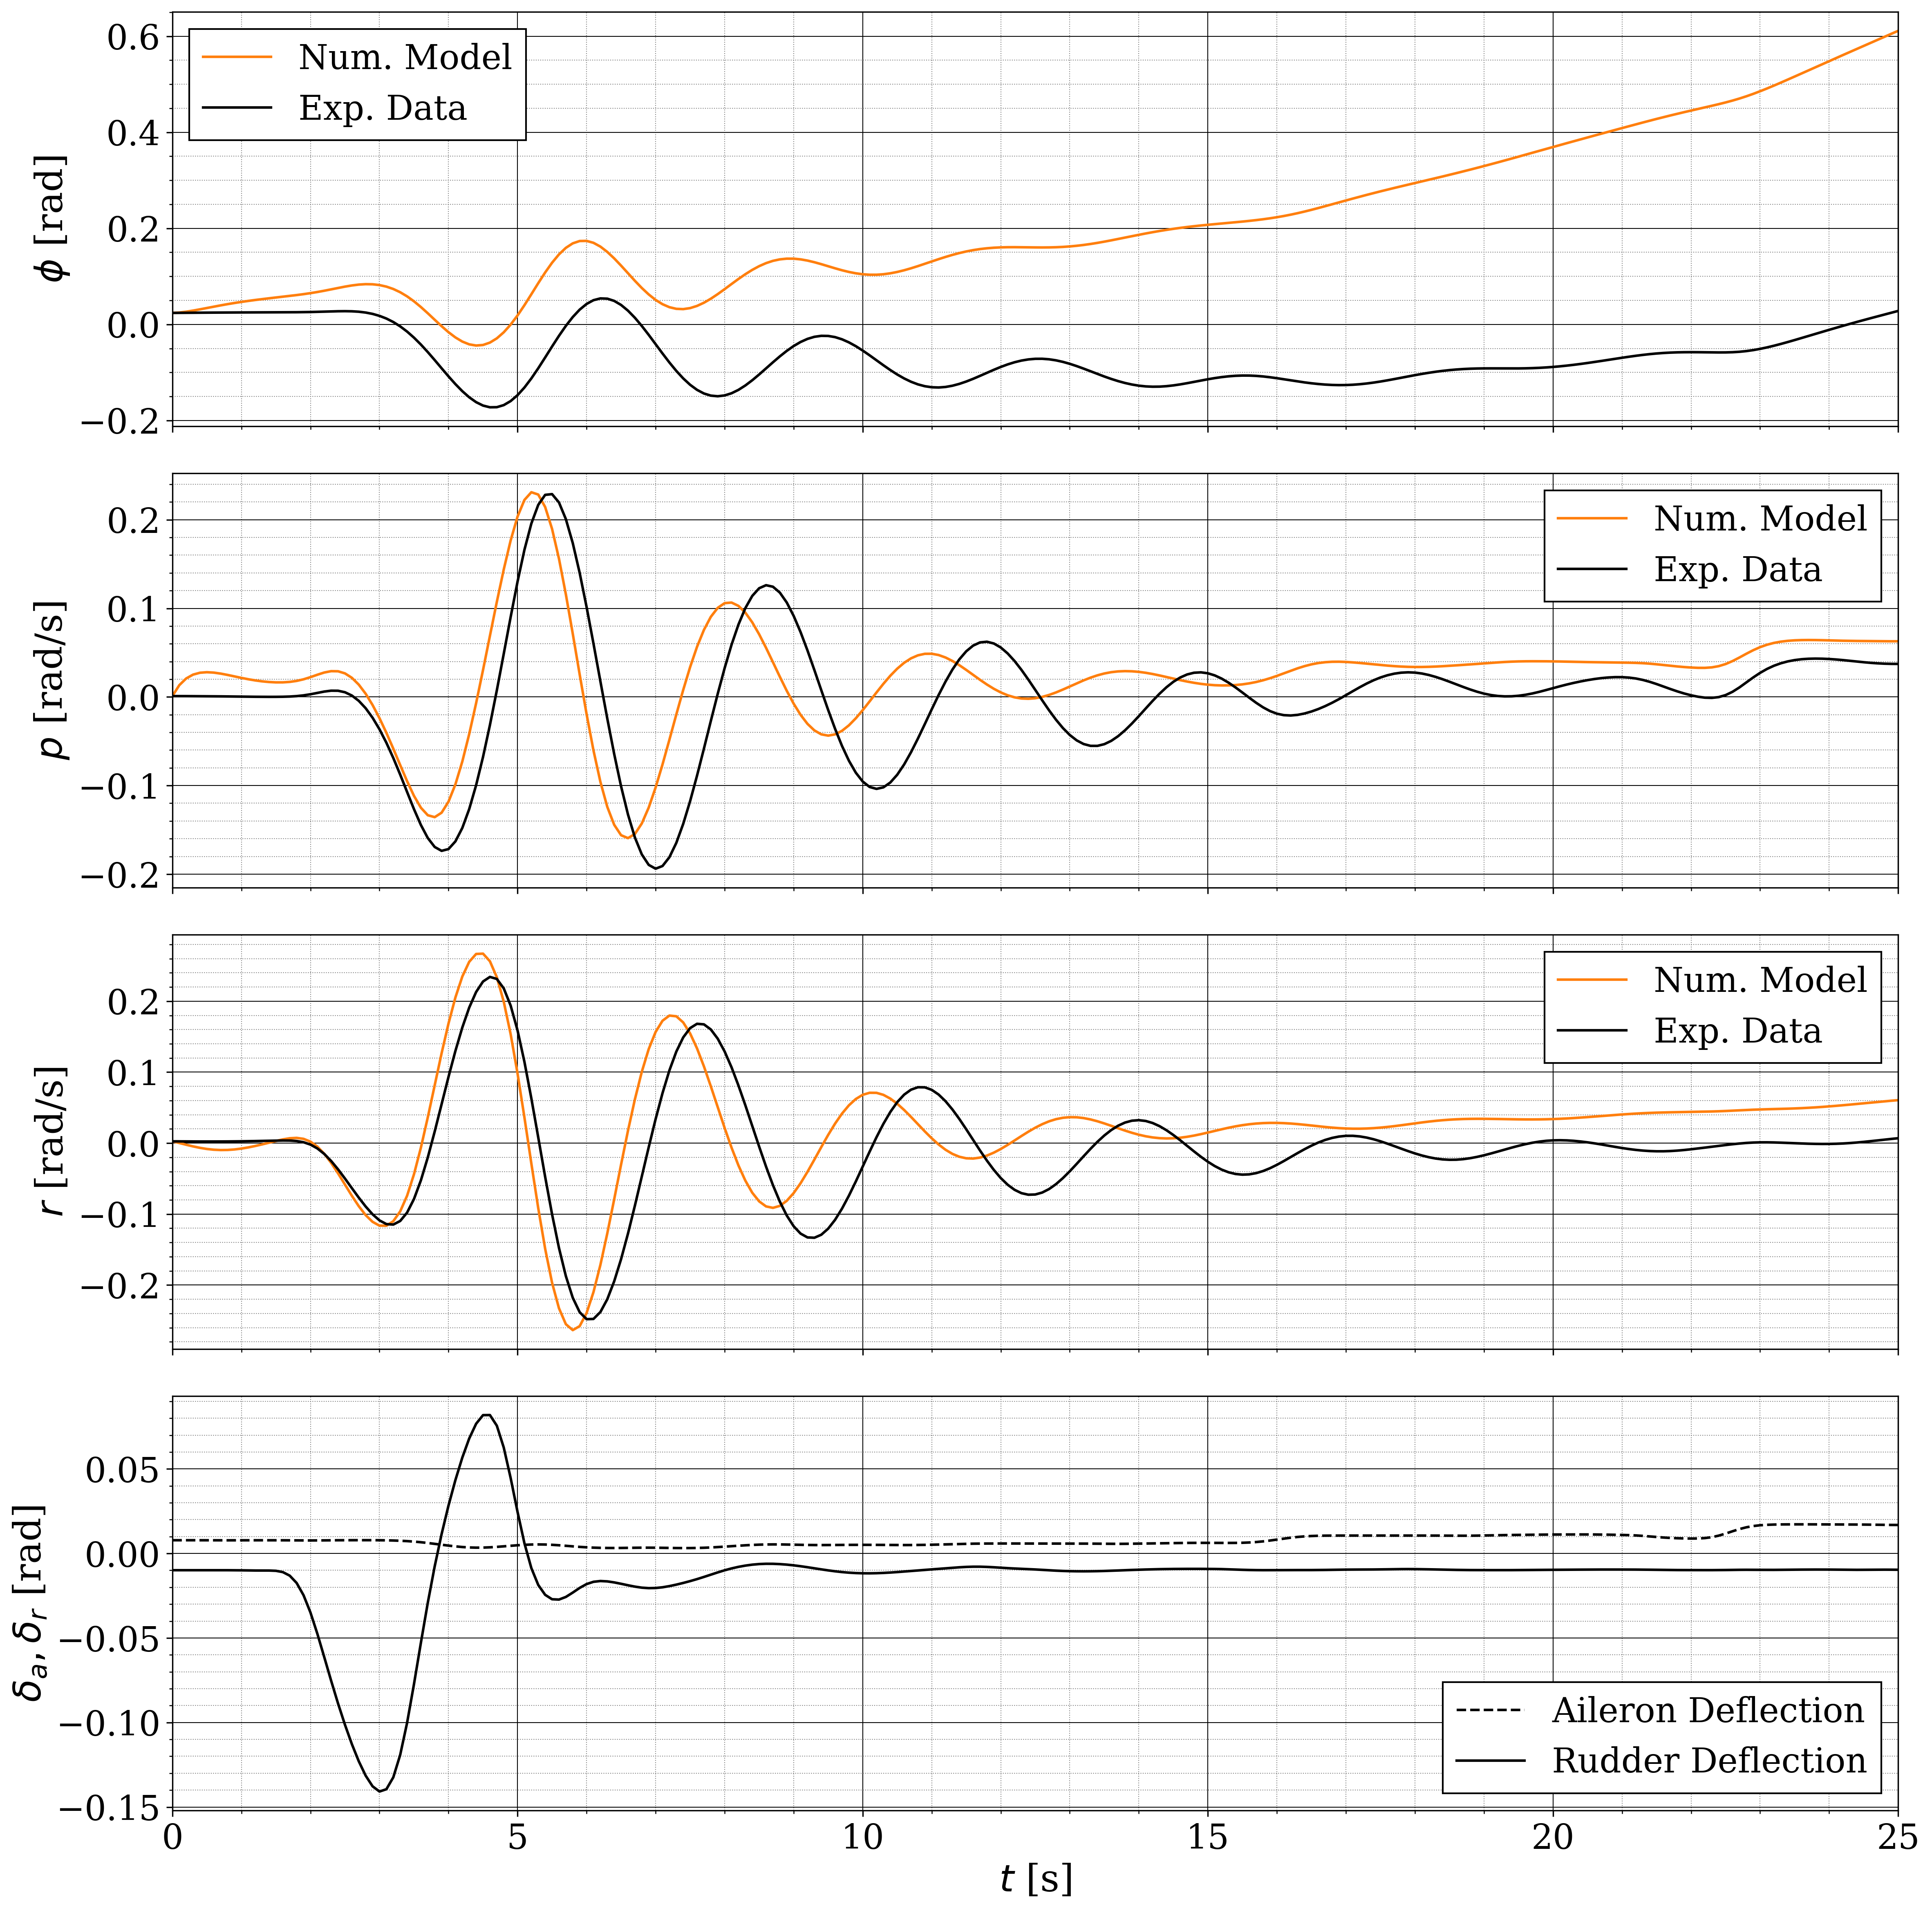 0.6
0.4
0.2
0.0
−0.2
ϕ [rad]
Num. Model
Exp. Data
0.2
0.1
0.0
−0.1
−0.2
p [rad/s]
Num. Model
Exp. Data
0.2
0.1
0.0
−0.1
−0.2
r [rad/s]
Num. Model
Exp. Data
0.05
0.00
−0.05
−0.10
−0.15
δa, δr [rad]
Aileron Deflection
Rudder Deflection
0 5 10 15 20 25
t [s]